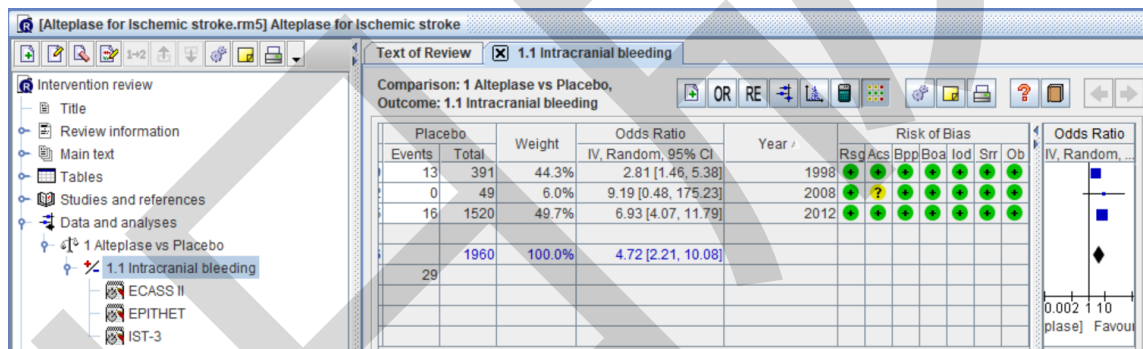 [Alteplase for Ischemic stroke.rm5] Alteplase for Ischemic stroke
1→2
Text of Review 1.1 Intracranial bleeding
Intervention review
Title
Review information
Main text
Tables
Studies and references
Data and analyses
1 Alteplase vs Placebo
1.1 Intracranial bleeding
ECASS II
EPITHET
IST-3
Comparison: 1 Alteplase vs Placebo,
Outcome: 1.1 Intracranial bleeding
OR RE
Placebo Weight Odds Ratio Year Risk of Bias Odds Ratio
Events Total IV, Random, 95% CI Rsg Acs Bpp Boa Iod Srr Ob IV, Random, ...
13 391 44.3% 2.81 [1.46, 5.38] 1998 + + + + + + +
0 49 6.0% 9.19 [0.48, 175.23] 2008 + ? + + + + +
16 1520 49.7% 6.93 [4.07, 11.79] 2012 + + + + + + +
1960 100.0% 4.72 [2.21, 10.08]
29
0.002 1 10
plase] Favou